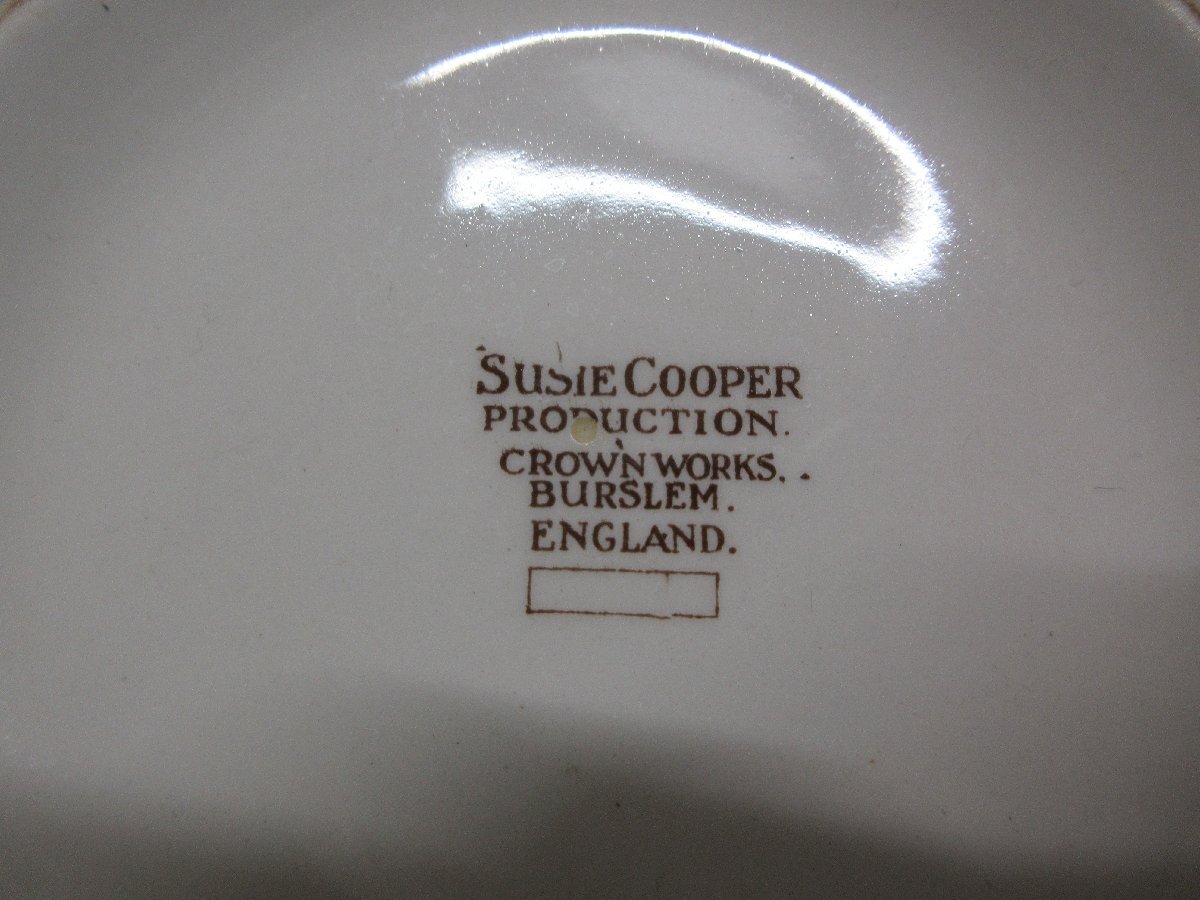 SUSIE COOPER
PRODUCTION.
CROWN WORKS.
BURSLEM.
ENGLAND.